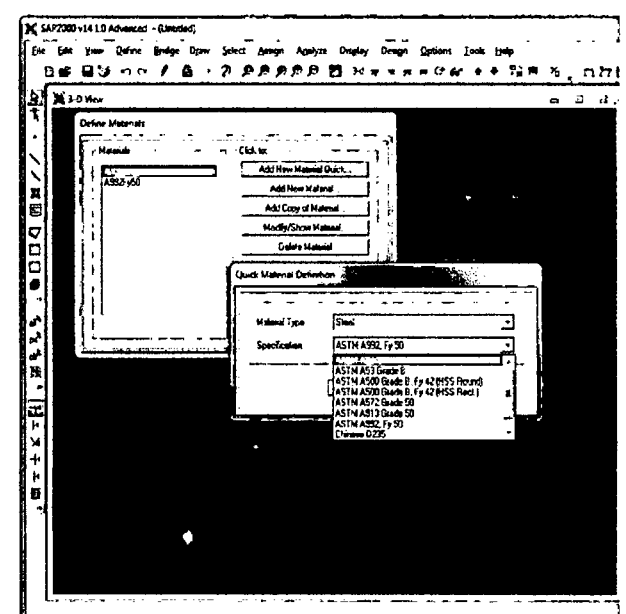 SAP2000 v14.1.0 Advanced - (Untitled)
File Edit View Define Bridge Draw Select Assign Analyze Display Design Options Tools Help
3-D View
Define Materials
Materials
Click to:
A992Fy50
Add New Material Quick...
Add New Material...
Add Copy of Material...
Modify/Show Material...
Delete Material
Quick Material Definition
Material Type
Steel
Specification
ASTM A992, Fy 50
ASTM A53 Grade B
ASTM A500 Grade B, Fy 42 (HSS Round)
ASTM A500 Grade B, Fy 42 (HSS Rect.)
ASTM A572 Grade 50
ASTM A913 Grade 50
ASTM A992, Fy 50
Chinese Q235